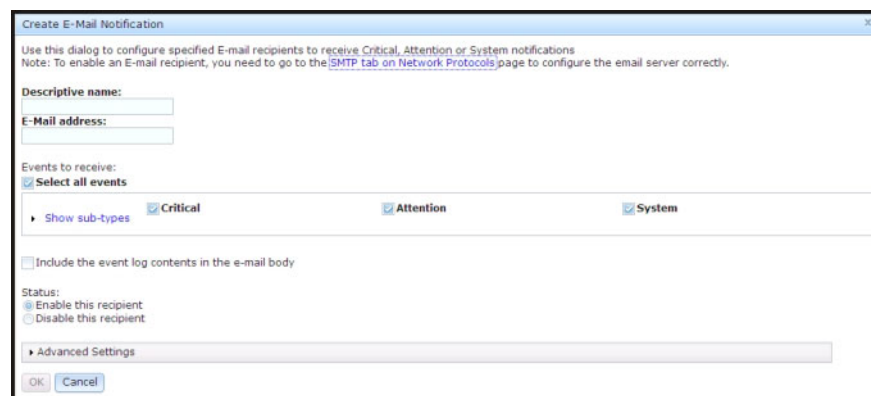 Create E-Mail Notification
x
Use this dialog to configure specified E-mail recipients to receive Critical, Attention or System notifications
Note: To enable an E-mail recipient, you need to go to the SMTP tab on Network Protocols page to configure the email server correctly.
Descriptive name:
E-Mail address:
Events to receive:
Select all events
Show sub-types Critical Attention System
Include the event log contents in the e-mail body
Status:
Enable this recipient
Disable this recipient
Advanced Settings
OK Cancel